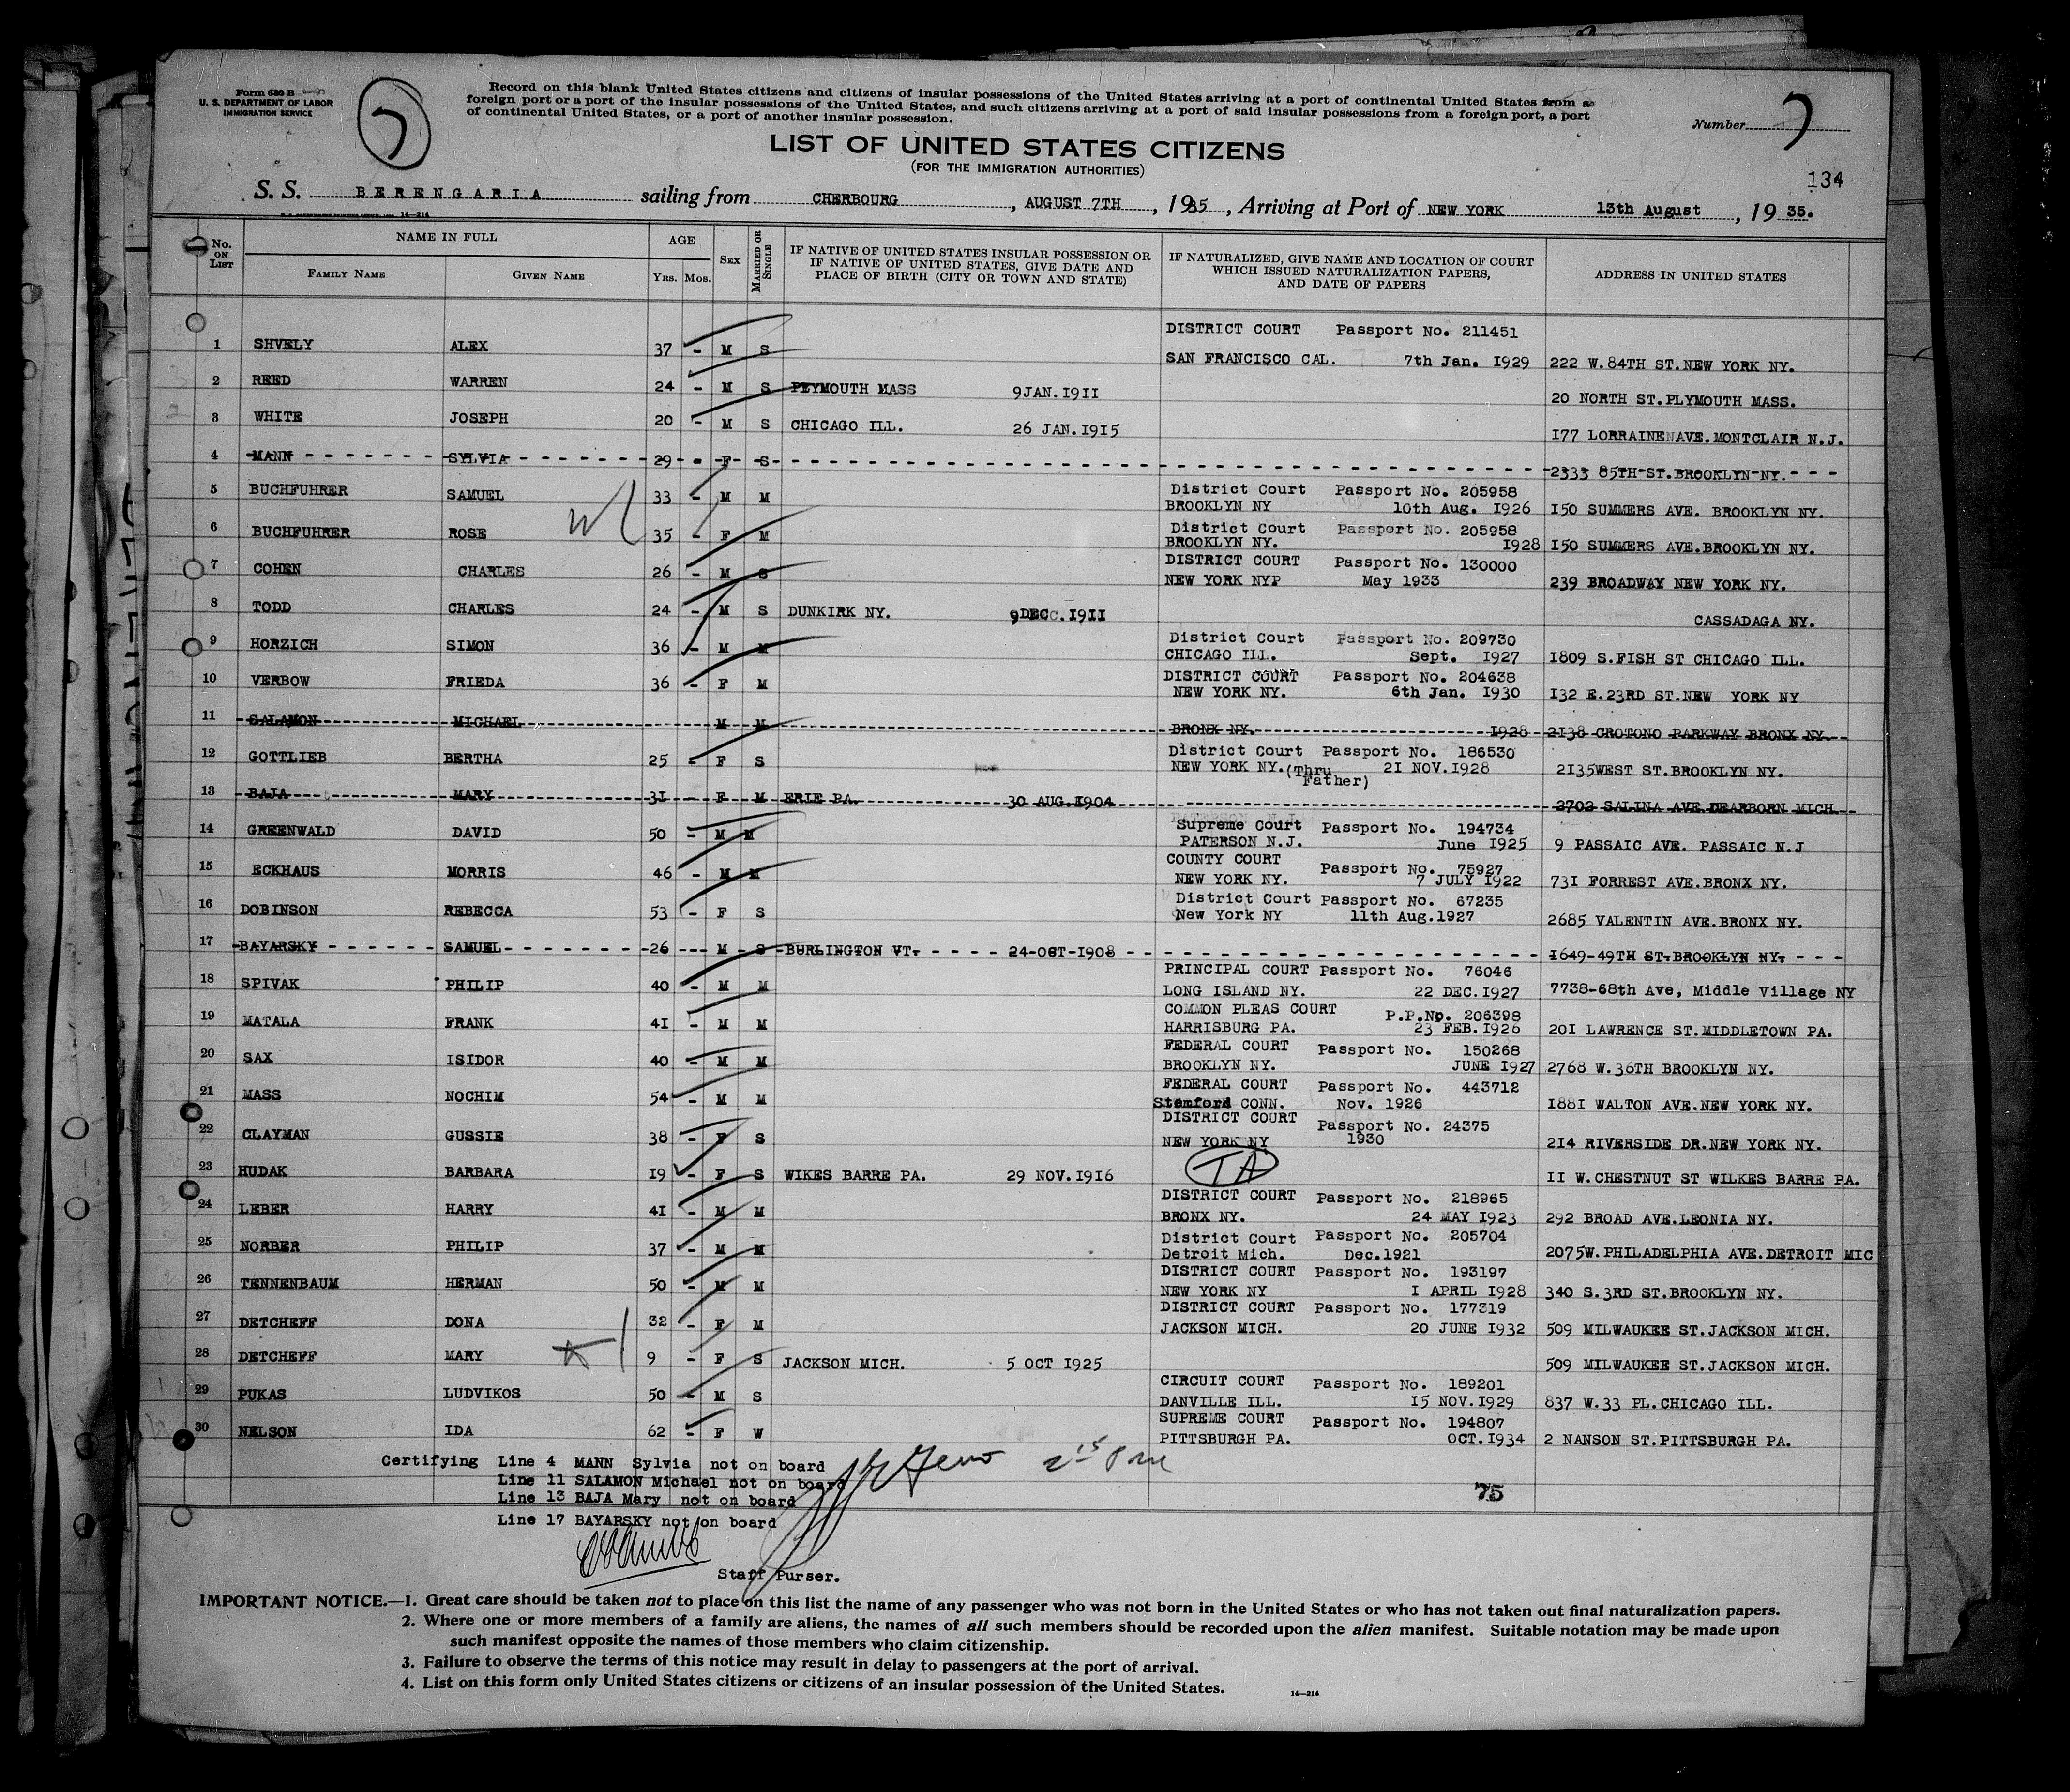 Form 630 B
U. S. DEPARTMENT OF LABOR
IMMIGRATION SERVICE
7
Record on this blank United States citizens and citizens of insular possessions of the United States arriving at a port of continental United States from a
foreign port or a port of the insular possessions of the United States, and such citizens arriving at a port of said insular possessions from a foreign port, a port
of continental United States, or a port of another insular possession.
Number 7
LIST OF UNITED STATES CITIZENS
(FOR THE IMMIGRATION AUTHORITIES)
134
S. S. BERENGARIA sailing from CHERBOURG, AUGUST 7TH, 1935, Arriving at Port of NEW YORK 13th August, 1935.
14-214
No. ON LIST NAME IN FULL AGE SEX MARRIED OR SINGLE IF NATIVE OF UNITED STATES INSULAR POSSESSION OR IF NATIVE OF UNITED STATES, GIVE DATE AND PLACE OF BIRTH (CITY OR TOWN AND STATE) IF NATURALIZED, GIVE NAME AND LOCATION OF COURT WHICH ISSUED NATURALIZATION PAPERS, AND DATE OF PAPERS ADDRESS IN UNITED STATES
FAMILY NAME GIVEN NAME YRS. MOS.
DISTRICT COURT Passport No. 211451
1 SHVELY ALEX 37 - M S SAN FRANCISCO CAL. 7th Jan. 1929 222 W.84TH ST.NEW YORK NY.
2 REED WARREN 24 - M S PLYMOUTH MASS 9JAN.1911 20 NORTH ST.PLYMOUTH MASS.
3 WHITE JOSEPH 20 - M S CHICAGO ILL. 26 JAN.1915 177 LORRAINENAVE.MONTCLAIR N.J.
4 MANN SYLVIA 29 - F S 2333 85TH ST.BROOKLYN NY.
District Court Passport No. 205958
5 BUCHFUHRER SAMUEL 33 - M M BROOKLYN NY 10th Aug. 1926 150 SUMMERS AVE. BROOKLYN NY.
District Court Passport No. 205958
6 BUCHFUHRER ROSE 35 - F M BROOKLYN NY. 1928 150 SUMMERS AVE.BROOKLYN NY.
DISTRICT COURT Passport No. 130000
7 COHEN CHARLES 26 - M S NEW YORK NYP May 1933 239 BROADWAY NEW YORK NY.
8 TODD CHARLES 24 - M S DUNKIRK NY. 9DEC.1911 CASSADAGA NY.
District Court Passport No. 209730
9 HORZICH SIMON 36 - M M CHICAGO ILL. Sept. 1927 1809 S.FISH ST CHICAGO ILL.
DISTRICT COURT Passport No. 204638
10 VERBOW FRIEDA 36 - F M NEW YORK NY. 6th Jan. 1930 132 E.23RD ST.NEW YORK NY
11 SALAMON MICHAEL M M BRONX NY. 1928 2138 CROTONO PARKWAY BRONX NY
District Court Passport No. 186530
12 GOTTLIEB BERTHA 25 - F S NEW YORK NY.(Thru Father) 21 NOV.1928 2135WEST ST.BROOKLYN NY.
13 BAJA MARY 31 - F M ERIE PA. 30 AUG.1904 2702 SALINA AVE DEARBORN MICH
Supreme Court Passport No. 194734
14 GREENWALD DAVID 50 - M M PATERSON N.J. June 1925 9 PASSAIC AVE. PASSAIC N.J
COUNTY COURT Passport No. 75927
15 ECKHAUS MORRIS 46 - M M NEW YORK NY. 7 JULY 1922 731 FORREST AVE.BRONX NY.
District Court Passport No. 67235
16 DOBINSON REBECCA 53 - F S New York NY 11th Aug.1927 2685 VALENTIN AVE.BRONX NY.
17 BAYARSKY SAMUEL 26 - M S BURLINGTON VT. 24-OCT-1908 1649-49TH ST.BROOKLYN NY.
PRINCIPAL COURT Passport No. 76046
18 SPIVAK PHILIP 40 - M M LONG ISLAND NY. 22 DEC.1927 7738-68th Ave, Middle Village NY
COMMON PLEAS COURT P.P.No. 206398
19 MATALA FRANK 41 - M M HARRISBURG PA. 23 FEB.1926 201 LAWRENCE ST.MIDDLETOWN PA.
FEDERAL COURT Passport No. 150268
20 SAX ISIDOR 40 - M M BROOKLYN NY. JUNE 1927 2768 W.36TH BROOKLYN NY.
FEDERAL COURT Passport No. 443712
21 MASS NOCHIM 54 - M M Stamford CONN. Nov. 1926 1881 WALTON AVE.NEW YORK NY.
DISTRICT COURT Passport No. 24375
22 CLAYMAN GUSSIE 38 - F S NEW YORK NY 1930 214 RIVERSIDE DR.NEW YORK NY.
23 HUDAK BARBARA 19 - F S WIKES BARRE PA. 29 NOV.1916 TA 11 W.CHESTNUT ST WILKES BARRE PA.
DISTRICT COURT Passport No. 218965
24 LEBER HARRY 41 - M M BRONX NY. 24 MAY 1923 292 BROAD AVE.LEONIA NY.
District Court Passport No. 205704
25 NORBER PHILIP 37 - M M Detroit Mich. Dec.1921 2075W.PHILADELPHIA AVE.DETROIT MIC
DISTRICT COURT Passport No. 193197
26 TENNENBAUM HERMAN 50 - M M NEW YORK NY 1 APRIL 1928 340 S.3RD ST.BROOKLYN NY.
DISTRICT COURT Passport No. 177319
27 DETCHEFF DONA 32 - F M JACKSON MICH. 20 JUNE 1932 509 MILWAUKEE ST.JACKSON MICH.
28 DETCHEFF MARY 9 - F S JACKSON MICH. 5 OCT 1925 509 MILWAUKEE ST.JACKSON MICH.
CIRCUIT COURT Passport No. 189201
29 PUKAS LUDVIKOS 50 - M S DANVILLE ILL. 15 NOV.1929 837 W.33 PL.CHICAGO ILL.
SUPREME COURT Passport No. 194807
30 NELSON IDA 62 - F W PITTSBURGH PA. OCT.1934 2 NANSON ST.PITTSBURGH PA.
Certifying Line 4 MANN Sylvia not on board
Line 11 SALAMON Michael not on board
Line 13 BAJA Mary not on board
75
Line 17 BAYARSKY not on board
Staff Purser.
IMPORTANT NOTICE.—1. Great care should be taken not to place on this list the name of any passenger who was not born in the United States or who has not taken out final naturalization papers.
2. Where one or more members of a family are aliens, the names of all such members should be recorded upon the alien manifest. Suitable notation may be made upon
such manifest opposite the names of those members who claim citizenship.
3. Failure to observe the terms of this notice may result in delay to passengers at the port of arrival.
4. List on this form only United States citizens or citizens of an insular possession of the United States.
14-214